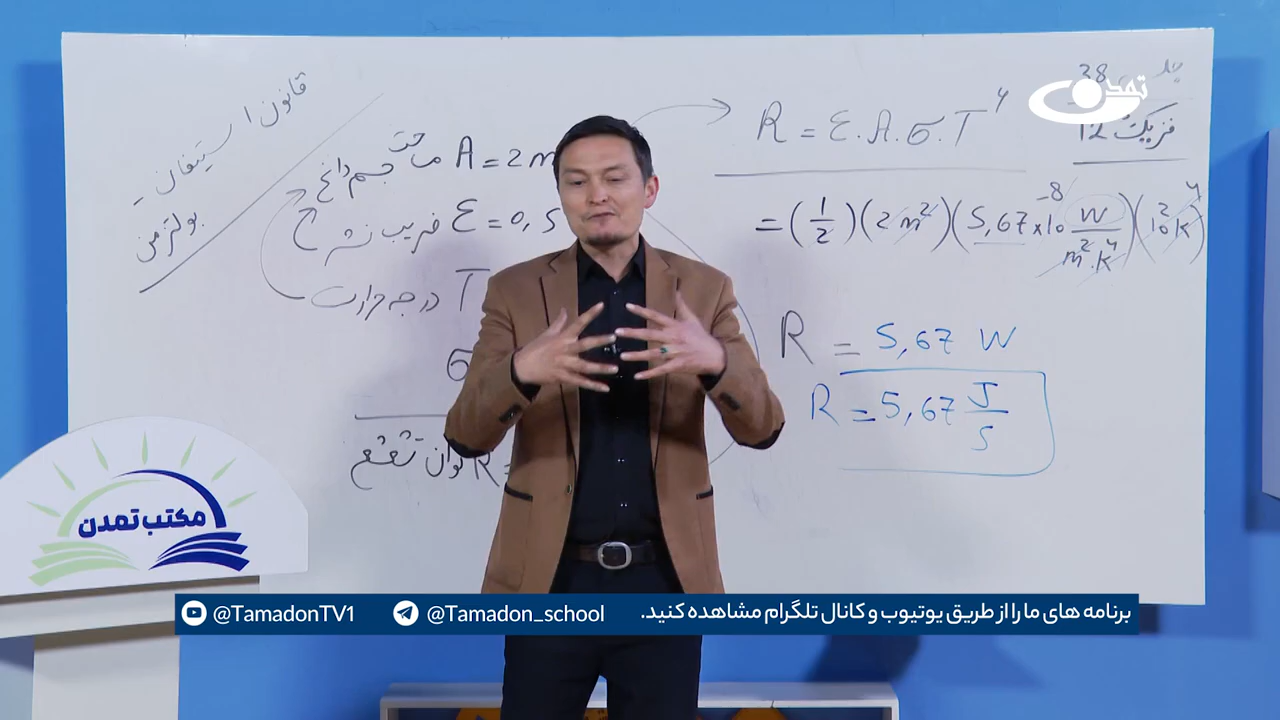 تمدن
38
فزیک 12
قانون استیفان -
بولتزمن
مساحت A = 2 m
جسم داغ
ضریب نشر ε = 0,5
درجه حرارت T
σ
توان تشعشع R =
R = ε.A.σ.T⁴
= (1/2)(2 m²)(5,67×10⁻⁸ W/m².K⁴)(10² K)⁴
R = 5,67 W
R = 5,67 J/S
مکتب تمدن
@TamadonTV1 @Tamadon_school برنامه های ما را از طریق یوتیوب و کانال تلگرام مشاهده کنید.